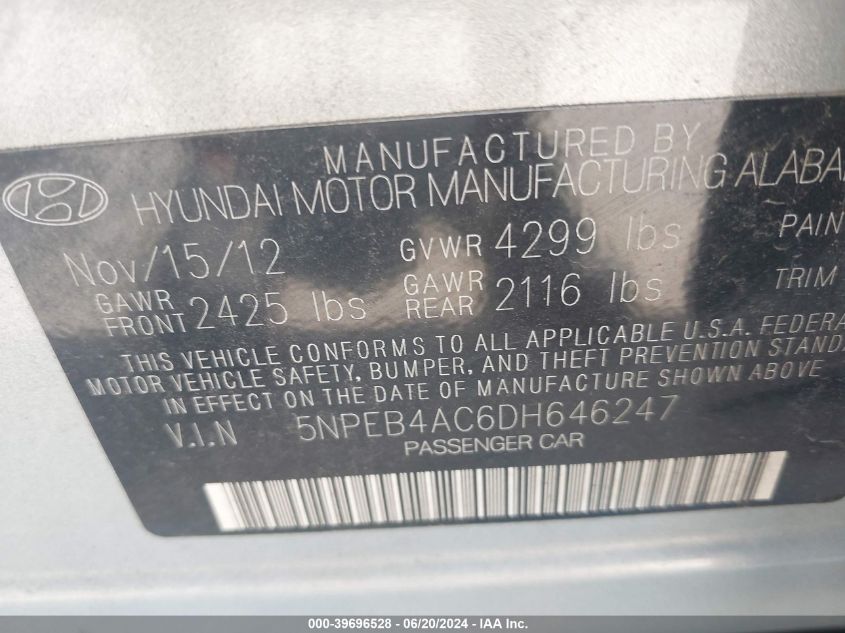 MANUFACTURED BY
HYUNDAI MOTOR MANUFACTURING ALABA
Nov/15/12 GVWR 4299 lbs PAIN
GAWR FRONT 2425 lbs GAWR REAR 2116 lbs TRIM
THIS VEHICLE CONFORMS TO ALL APPLICABLE U.S.A. FEDERA
MOTOR VEHICLE SAFETY, BUMPER, AND THEFT PREVENTION STAND
IN EFFECT ON THE DATE OF MANUFACTURE SHOWN ABOVE
V.I.N 5NPEB4AC6DH646247
PASSENGER CAR
000-39696528 - 06/20/2024 - IAA Inc.